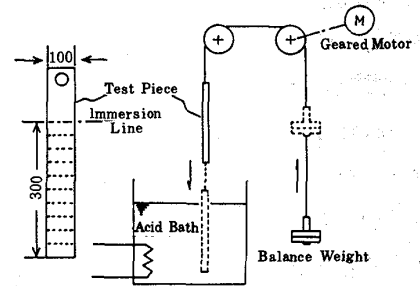 100
M
Geared Motor
Test Piece
Immersion
Line
300
Acid Bath
Balance Weight